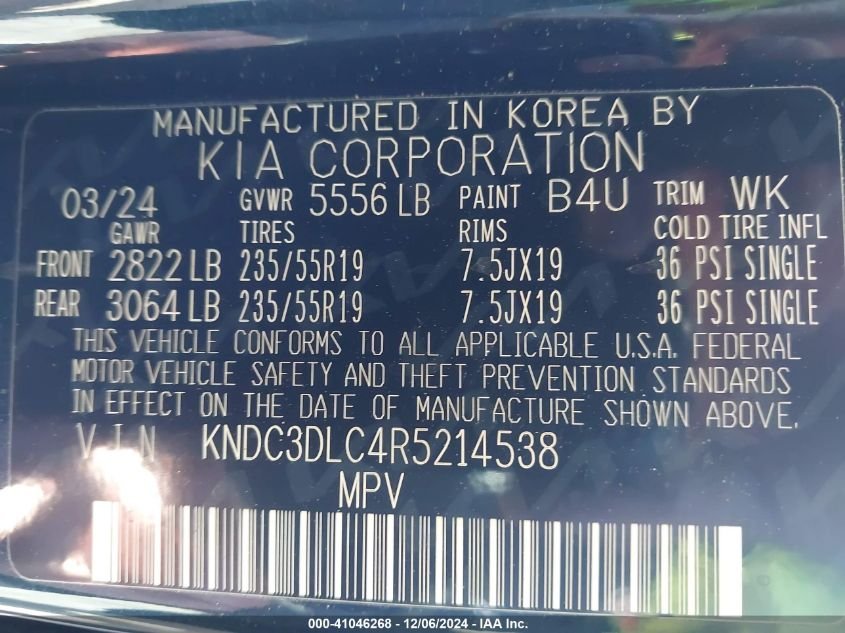 MANUFACTURED IN KOREA BY
KIA CORPORATION
03/24 GVWR 5556 LB PAINT B4U TRIM WK
GAWR TIRES RIMS COLD TIRE INFL
FRONT 2822 LB 235/55R19 7.5JX19 36 PSI SINGLE
REAR 3064 LB 235/55R19 7.5JX19 36 PSI SINGLE
THIS VEHICLE CONFORMS TO ALL APPLICABLE U.S.A. FEDERAL
MOTOR VEHICLE SAFETY AND THEFT PREVENTION STANDARDS
IN EFFECT ON THE DATE OF MANUFACTURE SHOWN ABOVE.
VIN KNDC3DLC4R5214538
MPV
000-41046268 - 12/06/2024 - IAA Inc.